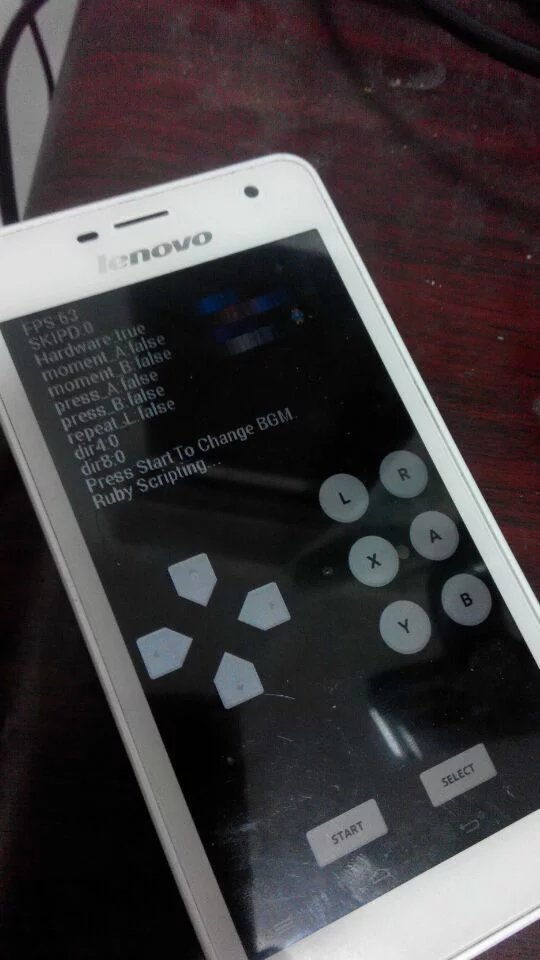 lenovo
FPS:63
SKIPD:0
Hardware:true
moment_A:false
moment_B:false
press_A:false
press_B:false
repeat_L:false
dir4:0
dir8:0
Press Start To Change BGM.
Ruby Scripting...
L
R
X
A
Y
B
START
SELECT